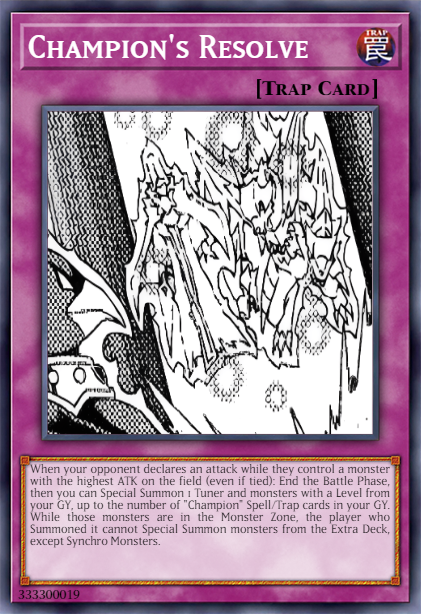 Champion's Resolve
TRAP
罠
[Trap Card]
When your opponent declares an attack while they control a monster
with the highest ATK on the field (even if tied): End the Battle Phase,
then you can Special Summon 1 Tuner and monsters with a Level from
your GY, up to the number of "Champion" Spell/Trap cards in your GY.
While those monsters are in the Monster Zone, the player who
Summoned it cannot Special Summon monsters from the Extra Deck,
except Synchro Monsters.
333300019